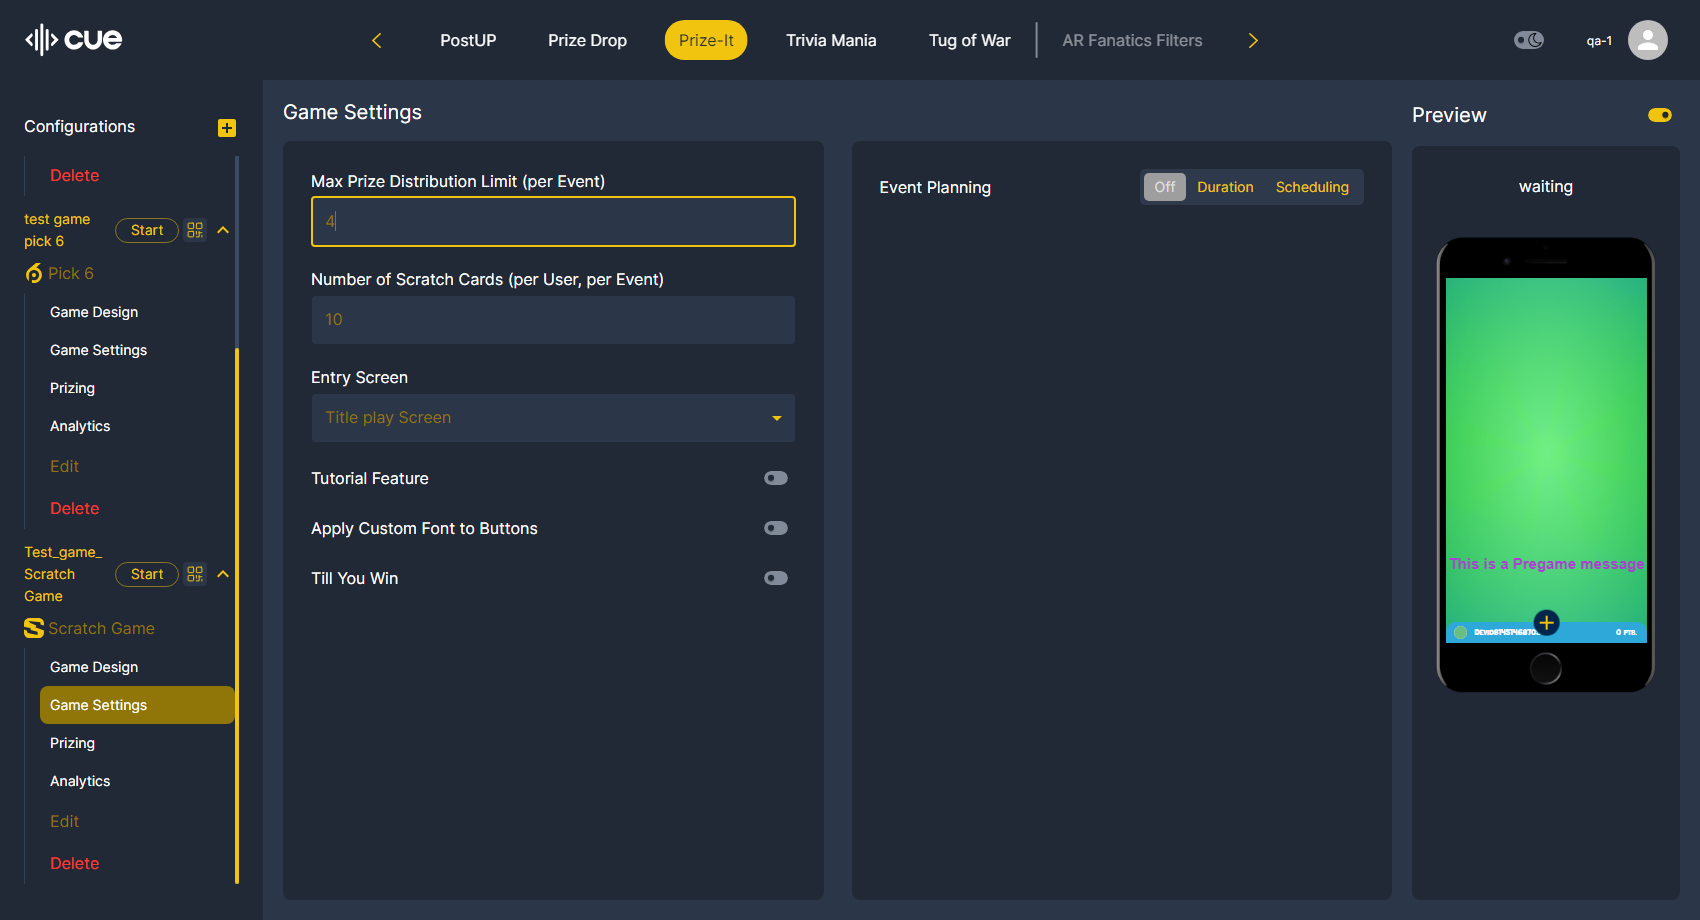 cue
PostUP
Prize Drop
Prize-It
Trivia Mania
Tug of War
AR Fanatics Filters
qa-1
Configurations
Delete
test game
pick 6
Start
Pick 6
Game Design
Game Settings
Prizing
Analytics
Edit
Delete
Test_game_
Scratch
Game
Start
Scratch Game
Game Design
Game Settings
Prizing
Analytics
Edit
Delete
Game Settings
Max Prize Distribution Limit (per Event)
4
Number of Scratch Cards (per User, per Event)
10
Entry Screen
Title play Screen
Tutorial Feature
Apply Custom Font to Buttons
Till You Win
Event Planning
Off
Duration
Scheduling
Preview
waiting
This is a Pregame message
0 PTS.